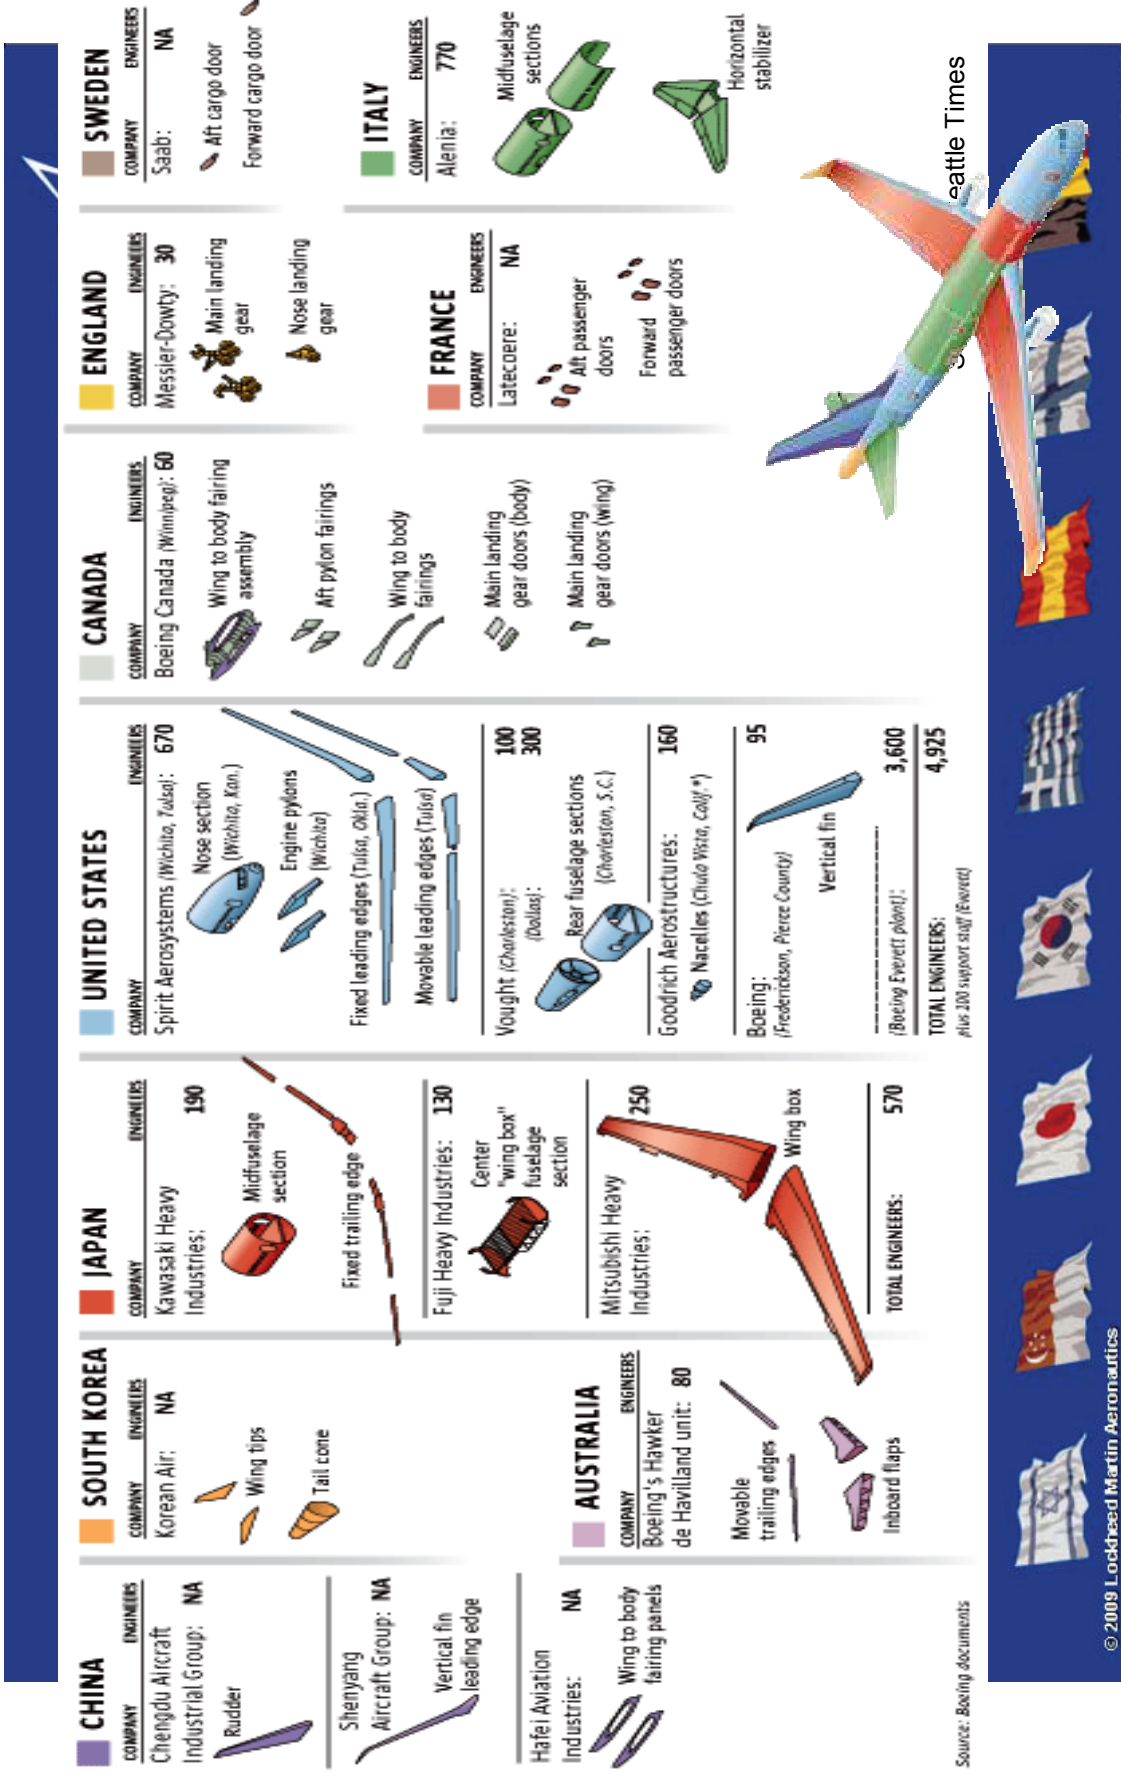 CHINA
COMPANY ENGINEERS
Chengdu Aircraft
Industrial Group: NA
Rudder
Shenyang
Aircraft Group: NA
Vertical fin
leading edge
Hafei Aviation
Industries: NA
Wing to body
fairing panels
SOUTH KOREA
COMPANY ENGINEERS
Korean Air: NA
Wing tips
Tail cone
AUSTRALIA
COMPANY ENGINEERS
Boeing's Hawker
de Havilland unit: 80
Movable
trailing edges
Inboard flaps
JAPAN
COMPANY ENGINEERS
Kawasaki Heavy
Industries: 190
Midfuselage
section
Fixed trailing edge
Fuji Heavy Industries: 130
Center
"wing box"
fuselage
section
Mitsubishi Heavy
Industries: 250
Wing box
TOTAL ENGINEERS: 570
UNITED STATES
COMPANY ENGINEERS
Spirit Aerosystems (Wichita, Tulsa): 670
Nose section
(Wichita, Kan.)
Engine pylons
(Wichita)
Fixed leading edges (Tulsa, Okla.)
Movable leading edges (Tulsa)
Vought (Charleston): 100
(Dallas): 300
Rear fuselage sections
(Charleston, S.C.)
Goodrich Aerostructures: 160
Nacelles (Chula Vista, Calif.*)
Boeing: 95
(Frederickson, Pierce County)
Vertical fin
(Boeing Everett plant): 3,600
TOTAL ENGINEERS: 4,925
plus 100 support staff (Everett)
CANADA
COMPANY ENGINEERS
Boeing Canada (Winnipeg): 60
Wing to body fairing
assembly
Aft pylon fairings
Wing to body
fairings
Main landing
gear doors (body)
Main landing
gear doors (wing)
ENGLAND
COMPANY ENGINEERS
Messier-Dowty: 30
Main landing
gear
Nose landing
gear
FRANCE
COMPANY ENGINEERS
Latecoere: NA
Aft passenger
doors
Forward
passenger doors
SWEDEN
COMPANY ENGINEERS
Saab: NA
Aft cargo door
Forward cargo door
ITALY
COMPANY ENGINEERS
Alenia: 770
Midfuselage
sections
Horizontal
stabilizer
Source: Boeing documents
eattle Times
© 2009 Lockheed Martin Aeronautics